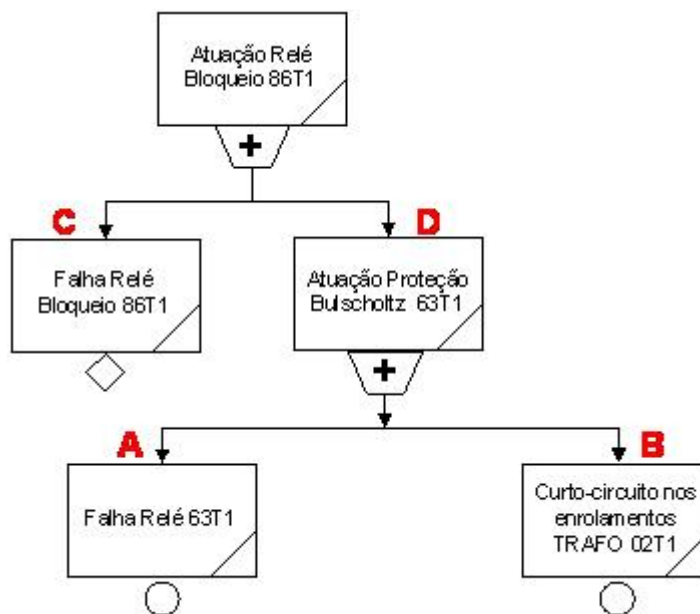 Atuação Relé
Bloqueio 86T1
+
C
D
Falha Relé
Bloqueio 86T1
Atuação Proteção
Bulscholtz 63T1
+
A
B
Falha Relé 63T1
Curto-circuito nos
enrolamentos
TRAFO 02T1